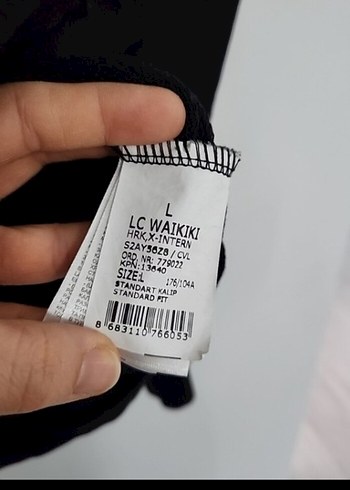 L
LC WAIKIKI
HRK,X-INTERN
S2AY56Z8 / CVL
ORD. NR: 779022
KPN: 13640
SIZE:L 176/104A
STANDART KALIP
STANDARD FIT
8 683110 766053